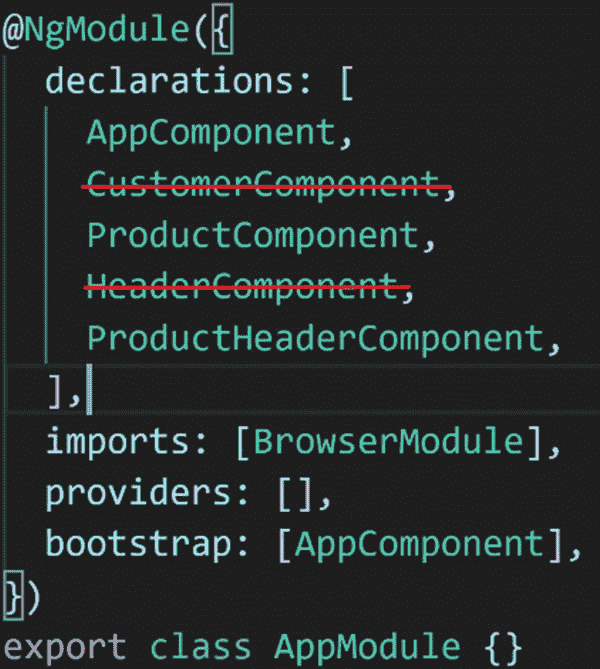 @NgModule({
declarations: [
AppComponent,
CustomerComponent,
ProductComponent,
HeaderComponent,
ProductHeaderComponent,
],
imports: [BrowserModule],
providers: [],
bootstrap: [AppComponent],
})
export class AppModule {}